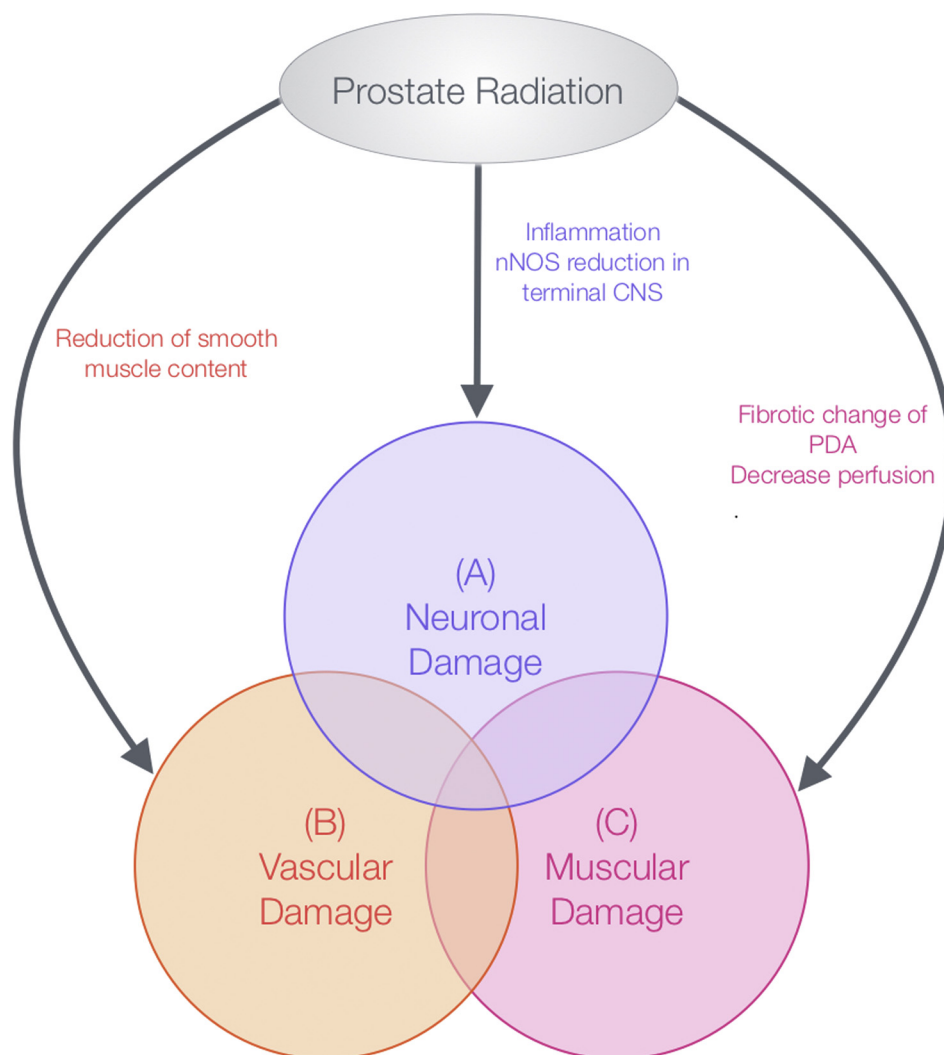 Prostate Radiation
Inflammation
nNOS reduction in
terminal CNS
Reduction of smooth
muscle content
Fibrotic change of
PDA
Decrease perfusion
.
(A)
Neuronal
Damage
(B)
Vascular
Damage
(C)
Muscular
Damage